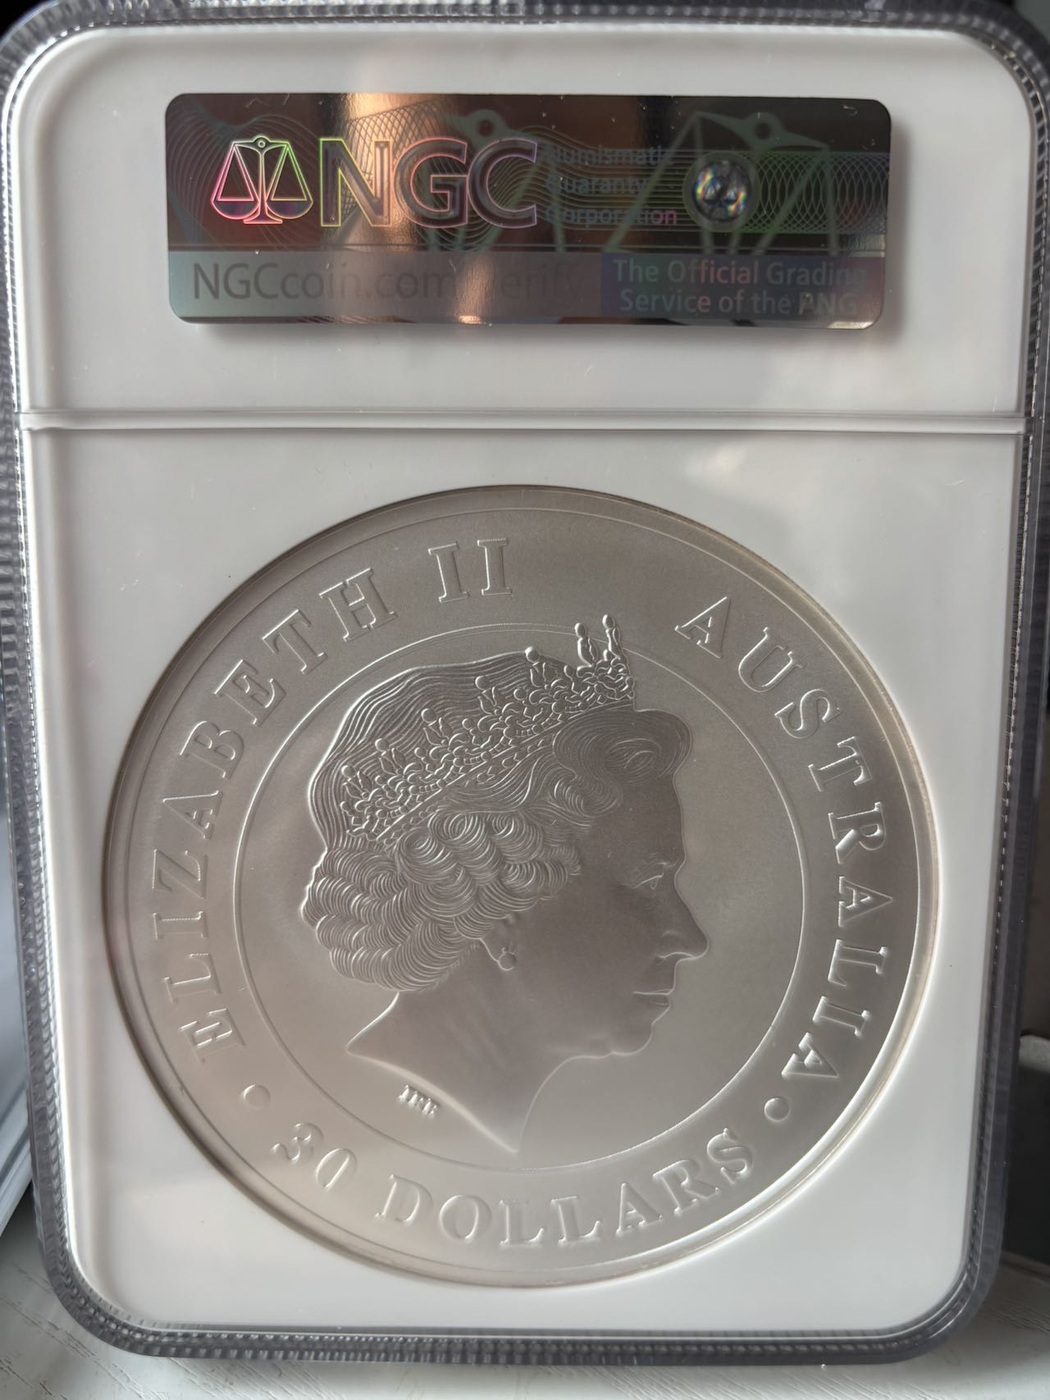 NGC
Numismatic
Guaranty
Corporation
NGCcoin.com/verify
The Official Grading
Service of the PNG
ELIZABETH II AUSTRALIA
IRB
• 30 DOLLARS •